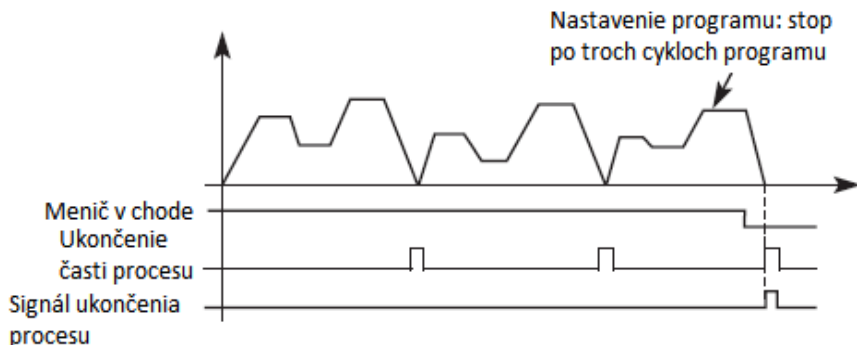 Nastavenie programu: stop
po troch cykloch programu
Menič v chode
Ukončenie
časti procesu
Signál ukončenia
procesu